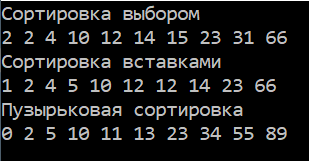 Сортировка выбором
2 2 4 10 12 14 15 23 31 66
Сортировка вставками
1 2 4 5 10 12 12 14 23 66
Пузырьковая сортировка
0 2 5 10 11 13 23 34 55 89